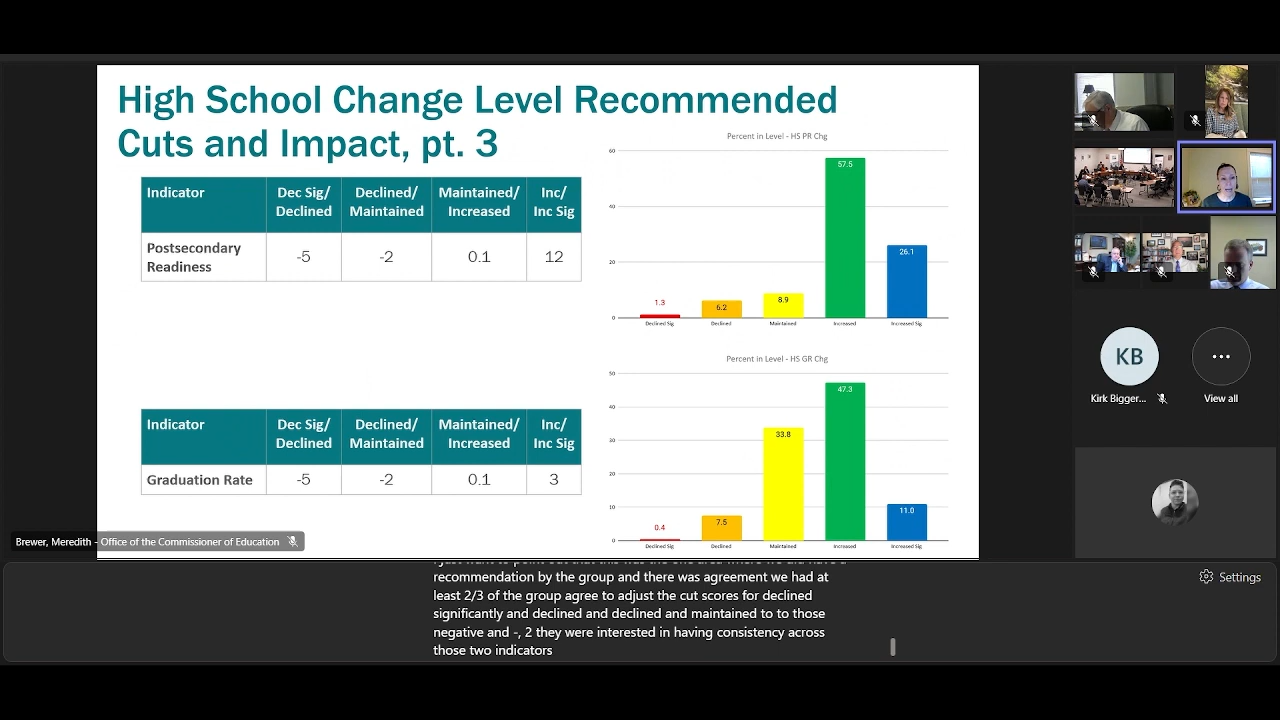 High School Change Level Recommended
Cuts and Impact, pt. 3
Indicator
Dec Sig/
Declined
Declined/
Maintained
Maintained/
Increased
Inc/
Inc Sig
Postsecondary
Readiness
-5
-2
0.1
12
Percent in Level - HS PR Chg
60
40
20
0
1.3
6.2
8.9
57.5
26.1
Declined Sig
Declined
Maintained
Increased
Increased Sig
Indicator
Dec Sig/
Declined
Declined/
Maintained
Maintained/
Increased
Inc/
Inc Sig
Graduation Rate
-5
-2
0.1
3
Percent in Level - HS GR Chg
50
40
30
20
10
0
0.4
7.5
33.8
47.3
11.0
Declined Sig
Declined
Maintained
Increased
Increased Sig
Brewer, Meredith - Office of the Commissioner of Education
KB
Kirk Bigger...
View all
Settings
recommendation by the group and there was agreement we had at
least 2/3 of the group agree to adjust the cut scores for declined
significantly and declined and declined and maintained to to those
negative and -, 2 they were interested in having consistency across
those two indicators